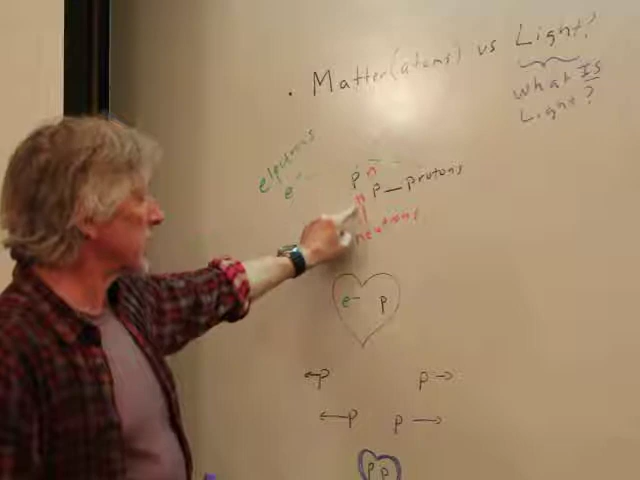 . Matter (atoms) vs Light?
What Is
Light?
electrons
e-
p n
n p — protons
neutrons
e- p
←p p→
←p p→
p p